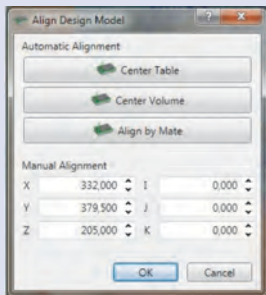 Align Design Model
Automatic Alignment
Center Table
Center Volume
Align by Mate
Manual Alignment
X 332,000 I 0,000
Y 379,500 J 0,000
Z 205,000 K 0,000
OK Cancel